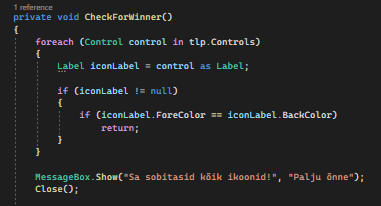 1 reference
private void CheckForWinner()
{
foreach (Control control in tlp.Controls)
{
Label iconLabel = control as Label;
if (iconLabel != null)
{
if (iconLabel.ForeColor == iconLabel.BackColor)
return;
}
}
MessageBox.Show("Sa sobitasid kõik ikoonid!", "Palju õnne");
Close();